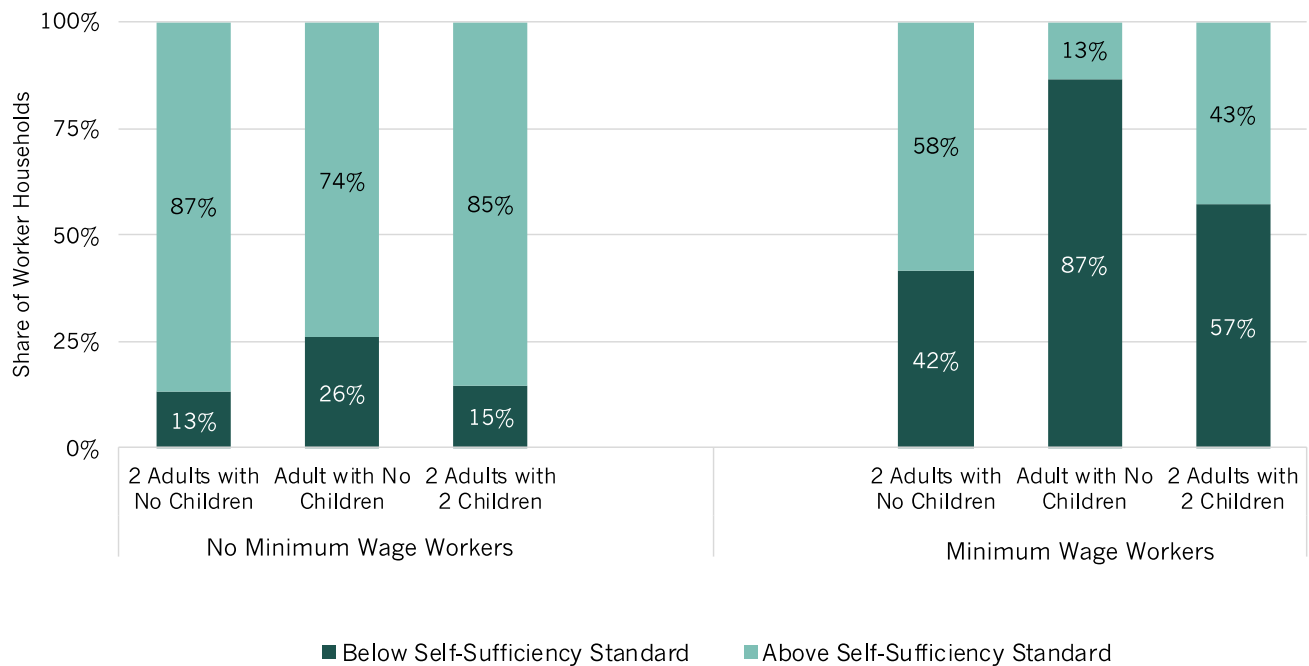 Share of Worker Households
100%
75%
50%
25%
0%
87%
13%
74%
26%
85%
15%
58%
42%
13%
87%
43%
57%
2 Adults with
No Children
Adult with No
Children
2 Adults with
2 Children
No Minimum Wage Workers
2 Adults with
No Children
Adult with No
Children
2 Adults with
2 Children
Minimum Wage Workers
Below Self-Sufficiency Standard
Above Self-Sufficiency Standard